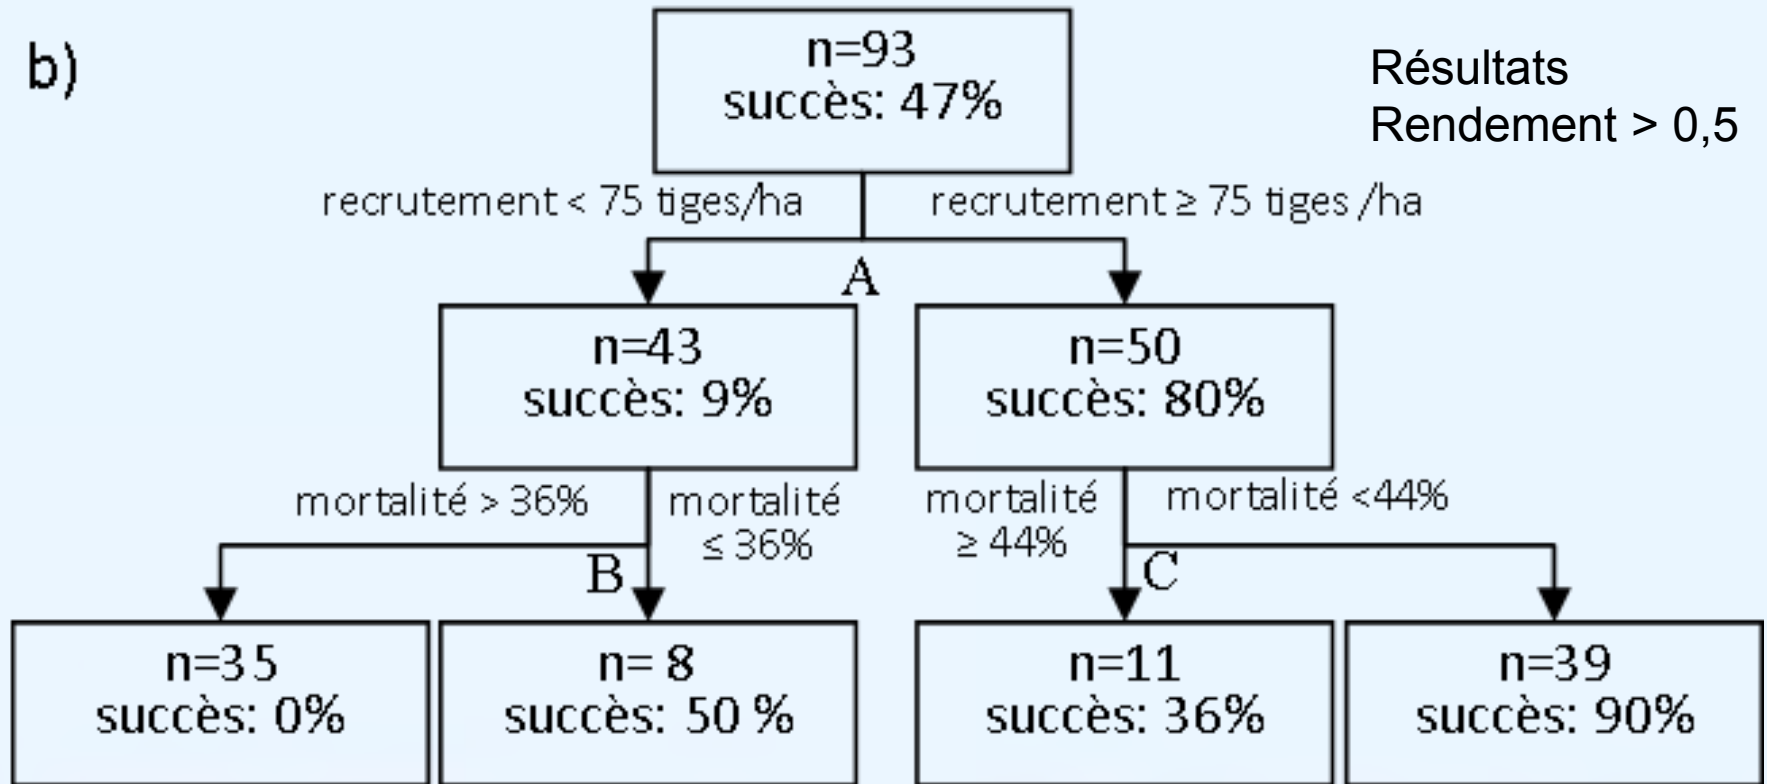 b)
n=93
succès: 47%
Résultats
Rendement > 0,5
recrutement < 75 tiges/ha
recrutement ≥ 75 tiges /ha
A
n=43
succès: 9%
n=50
succès: 80%
mortalité > 36%
mortalité
≤ 36%
mortalité
≥ 44%
mortalité <44%
B
C
n=35
succès: 0%
n= 8
succès: 50 %
n=11
succès: 36%
n=39
succès: 90%